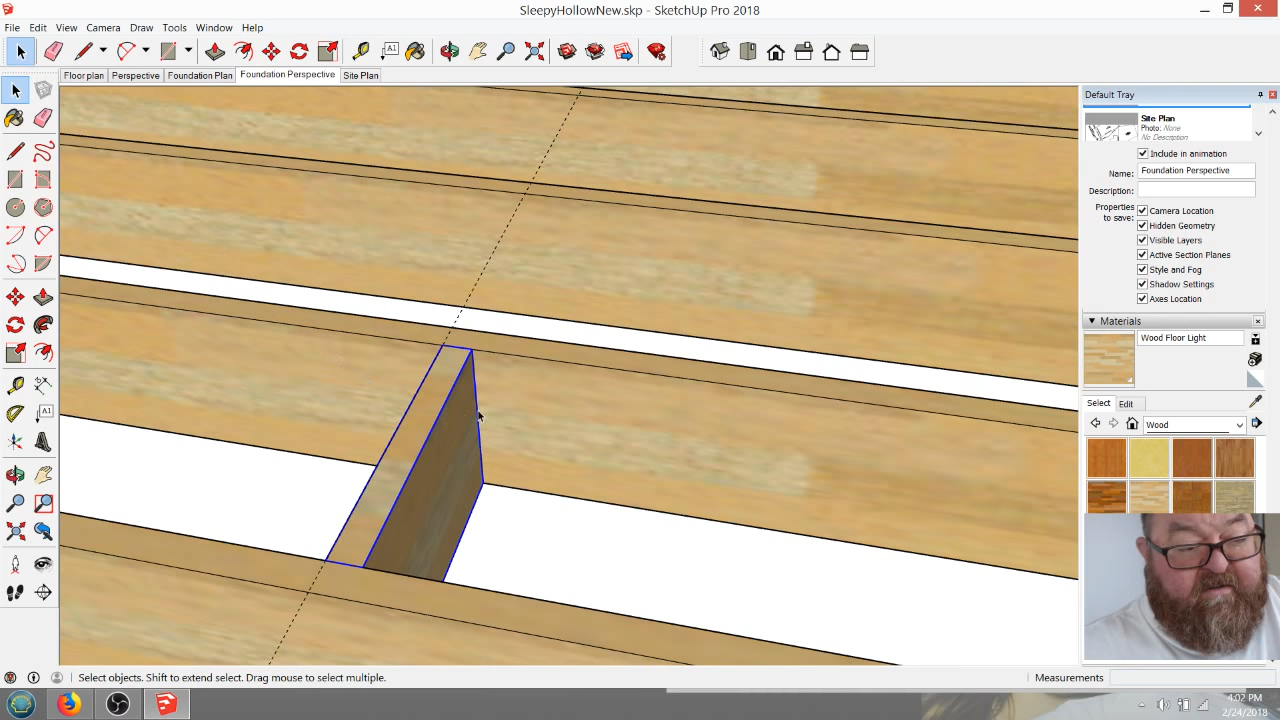 SleepyHollowNew.skp - SketchUp Pro 2018
File Edit View Camera Draw Tools Window Help
A1
Floor plan Perspective Foundation Plan Foundation Perspective Site Plan
Default Tray
Site Plan
Photo: None
No Description
Include in animation
Name: Foundation Perspective
Description:
Properties to save:
Camera Location
Hidden Geometry
Visible Layers
Active Section Planes
Style and Fog
Shadow Settings
Axes Location
Materials
Wood Floor Light
Select Edit
Wood
A1
Select objects. Shift to extend select. Drag mouse to select multiple.
Measurements
4:02 PM
2/24/2018